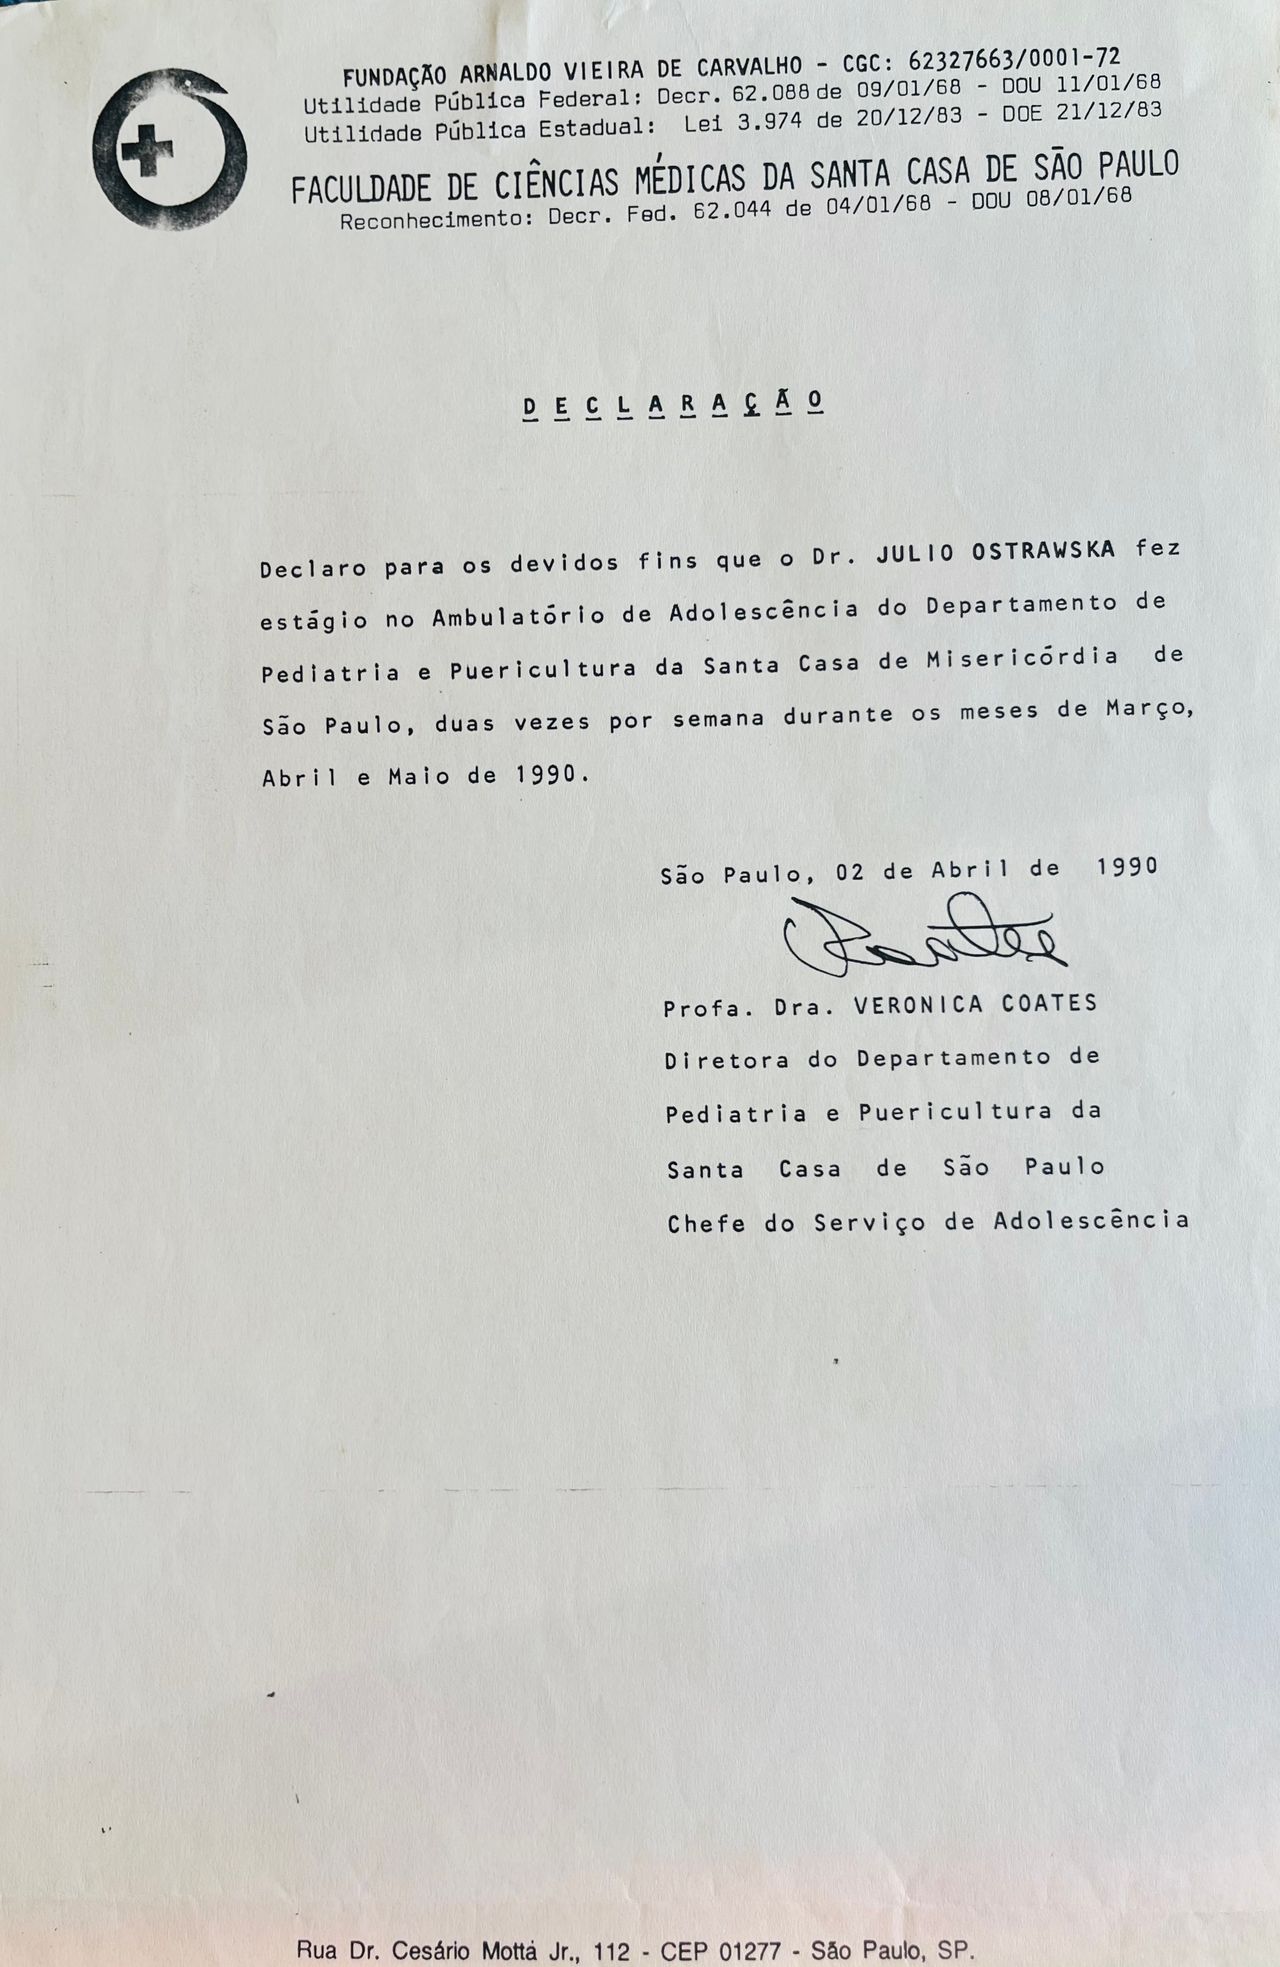 FUNDAÇÃO ARNALDO VIEIRA DE CARVALHO - CGC: 62327663/0001-72
Utilidade Pública Federal: Decr. 62.088 de 09/01/68 - DOU 11/01/68
Utilidade Pública Estadual: Lei 3.974 de 20/12/83 - DOE 21/12/83
FACULDADE DE CIÊNCIAS MÉDICAS DA SANTA CASA DE SÃO PAULO
Reconhecimento: Decr. Fed. 62.044 de 04/01/68 - DOU 08/01/68
DECLARAÇÃO
Declaro para os devidos fins que o Dr. JULIO OSTRAWSKA fez
estágio no Ambulatório de Adolescência do Departamento de
Pediatria e Puericultura da Santa Casa de Misericórdia de
São Paulo, duas vezes por semana durante os meses de Março,
Abril e Maio de 1990.
São Paulo, 02 de Abril de 1990
Profa. Dra. VERONICA COATES
Diretora do Departamento de
Pediatria e Puericultura da
Santa Casa de São Paulo
Chefe do Serviço de Adolescência
Rua Dr. Cesário Motta Jr., 112 - CEP 01277 - São Paulo, SP.